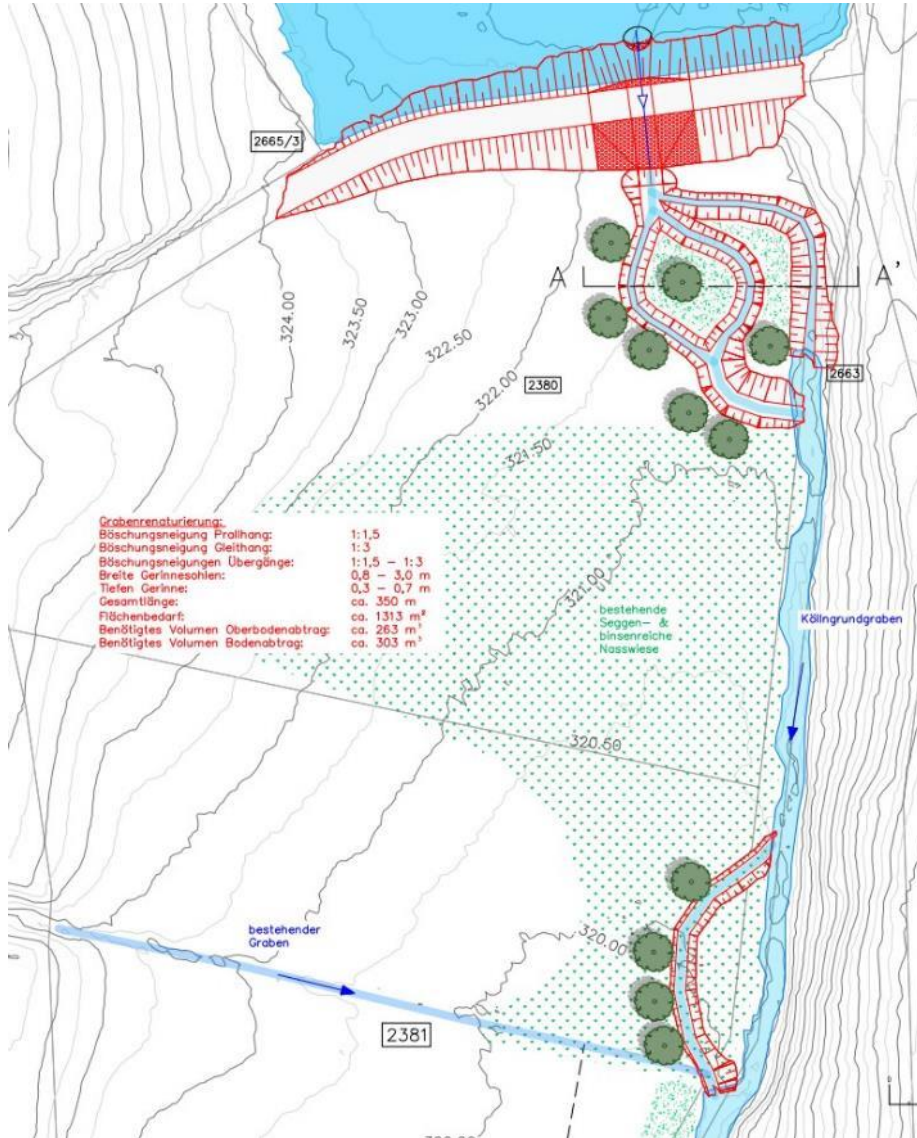 2665/3
A A'
324.00
323.50
323.00
322.50
322.00
2380
2663
321.50
Grabenrenaturierung:
Böschungsneigung Prallhang: 1:1,5
Böschungsneigung Gleithang: 1:3
Böschungsneigungen Übergänge: 1:1,5 – 1:3
Breite Gerinnesohlen: 0,8 – 3,0 m
Tiefen Gerinne: 0,3 – 0,7 m
Gesamtlänge: ca. 350 m
Flächenbedarf: ca. 1313 m²
Benötigtes Volumen Oberbodenabtrag: ca. 263 m³
Benötigtes Volumen Bodenabtrag: ca. 303 m³
321.00
bestehende
Seggen– &
binsenreiche
Nasswiese
Köllngrundgraben
320.50
bestehender
Graben
320.00
2381
0